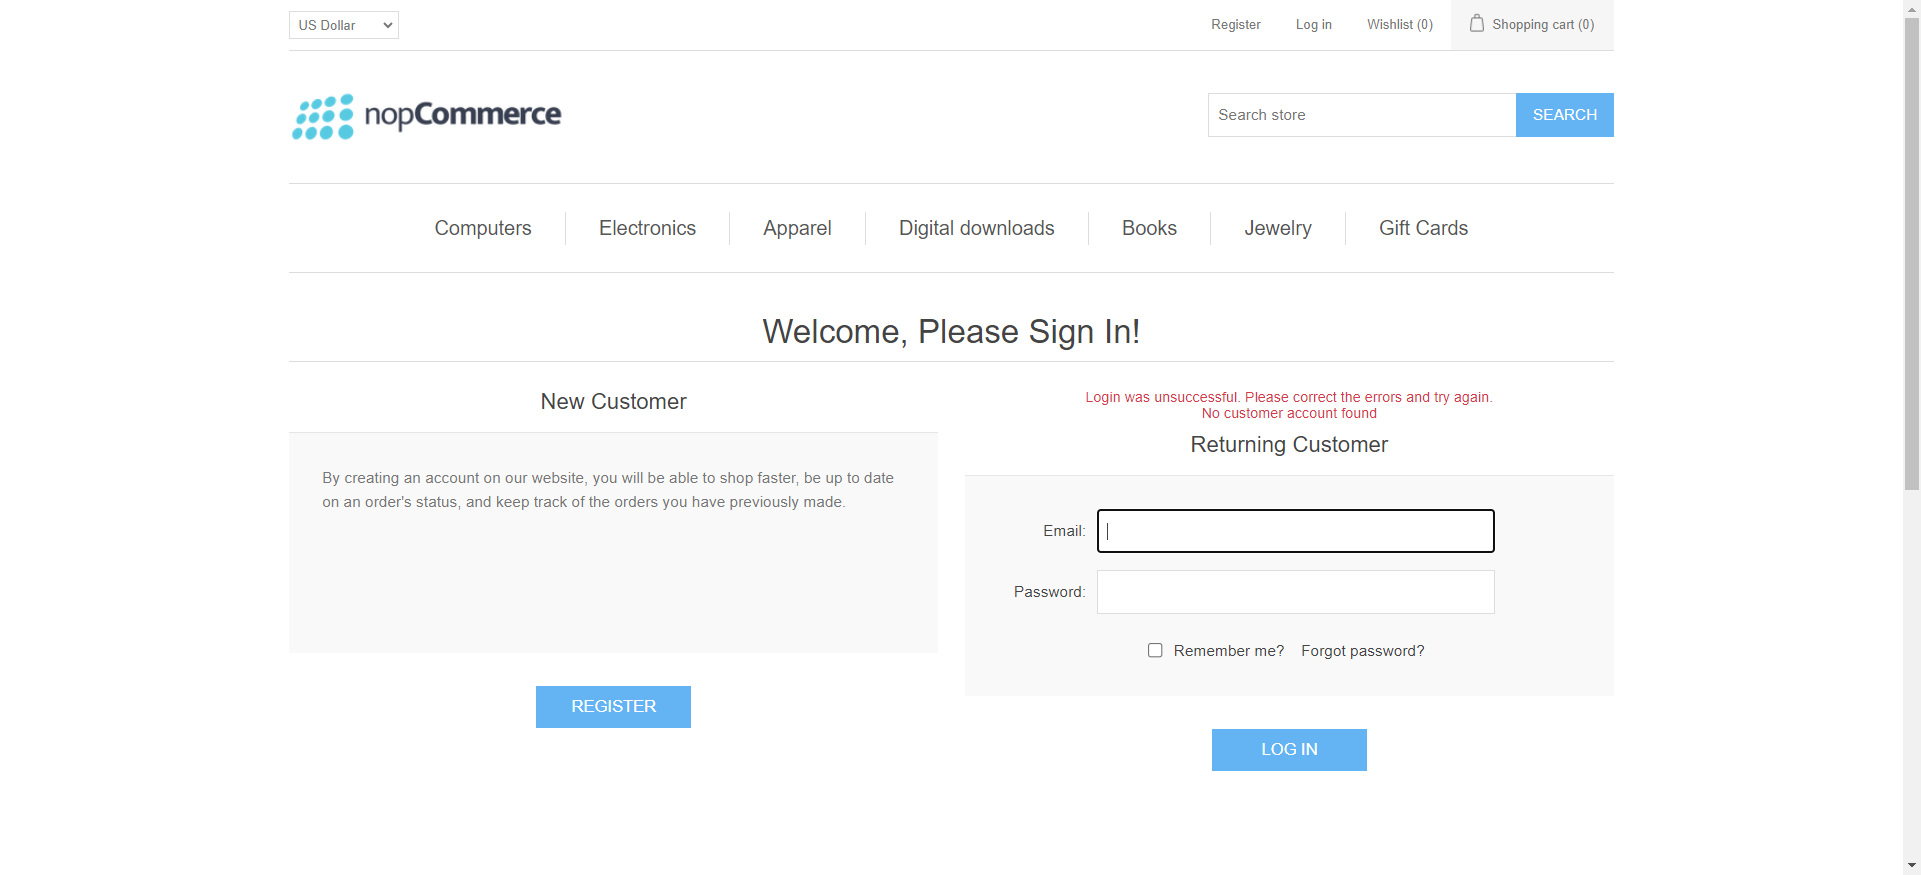 US Dollar
Register
Log in
Wishlist (0)
Shopping cart (0)
nopCommerce
Search store
SEARCH
Computers
Electronics
Apparel
Digital downloads
Books
Jewelry
Gift Cards
Welcome, Please Sign In!
New Customer
By creating an account on our website, you will be able to shop faster, be up to date
on an order's status, and keep track of the orders you have previously made.
REGISTER
Login was unsuccessful. Please correct the errors and try again.
No customer account found
Returning Customer
Email:
Password:
Remember me?
Forgot password?
LOG IN